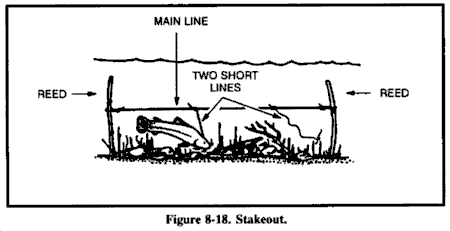 MAIN LINE
TWO SHORT
LINES
REED
REED
Figure 8-18. Stakeout.